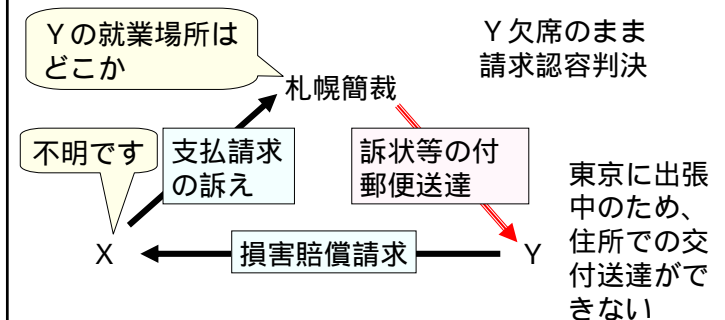 Ｙの就業場所は
どこか
Ｙ欠席のまま
請求認容判決
札幌簡裁
不明です
支払請求
の訴え
訴状等の付
郵便送達
東京に出張
中のため、
住所での交
付送達がで
きない
Ｘ
損害賠償請求
Ｙ